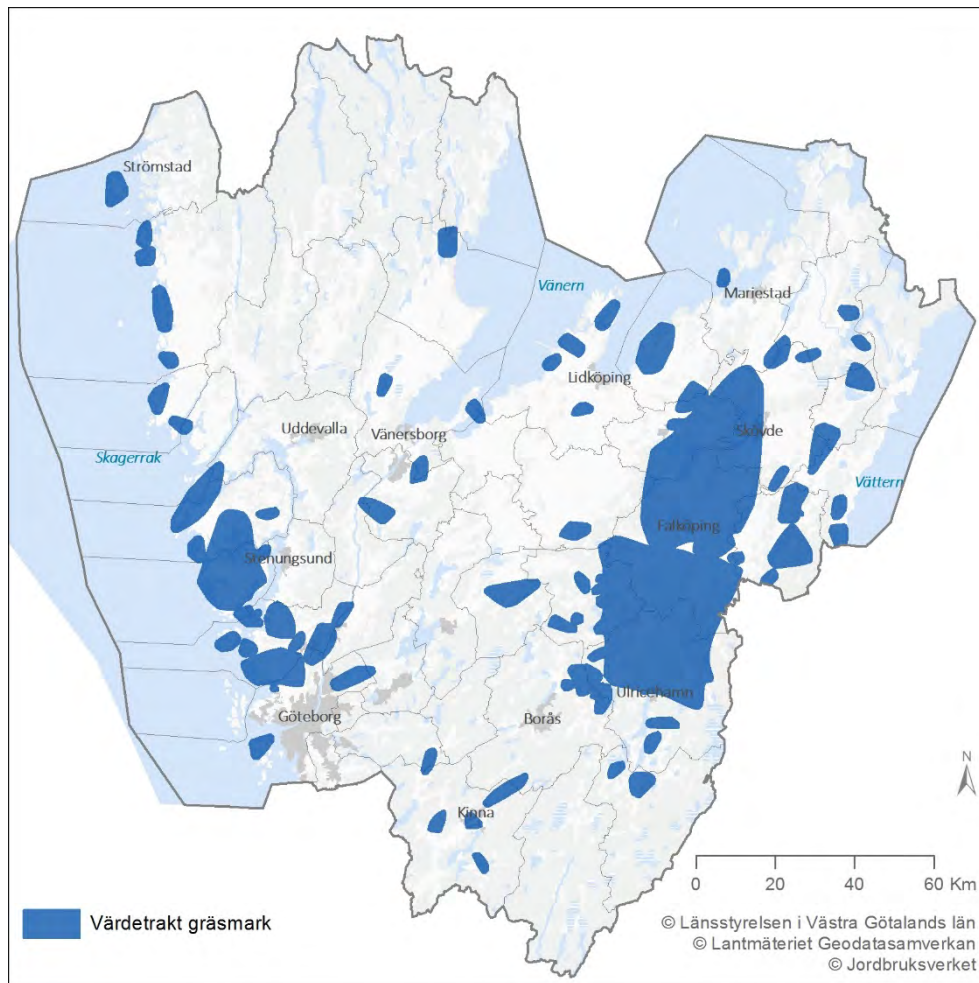 Strömstad
Vänern
Mariestad
Lidköping
Uddevalla
Vänersborg
Skövde
Skagerrak
Vättern
Falköping
Stenungsund
Ulricehamn
Göteborg
Borås
N
Kinna
0 20 40 60 Km
Värdetrakt gräsmark
© Länsstyrelsen i Västra Götalands län
© Lantmäteriet Geodatasamverkan
© Jordbruksverket